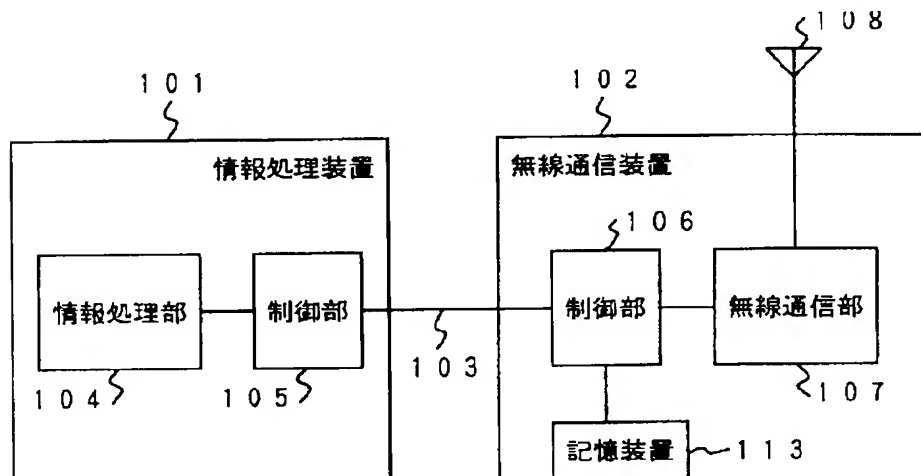 108
101
102
情報処理装置
無線通信装置
106
情報処理部
制御部
制御部
無線通信部
103
104
105
107
記憶装置
113